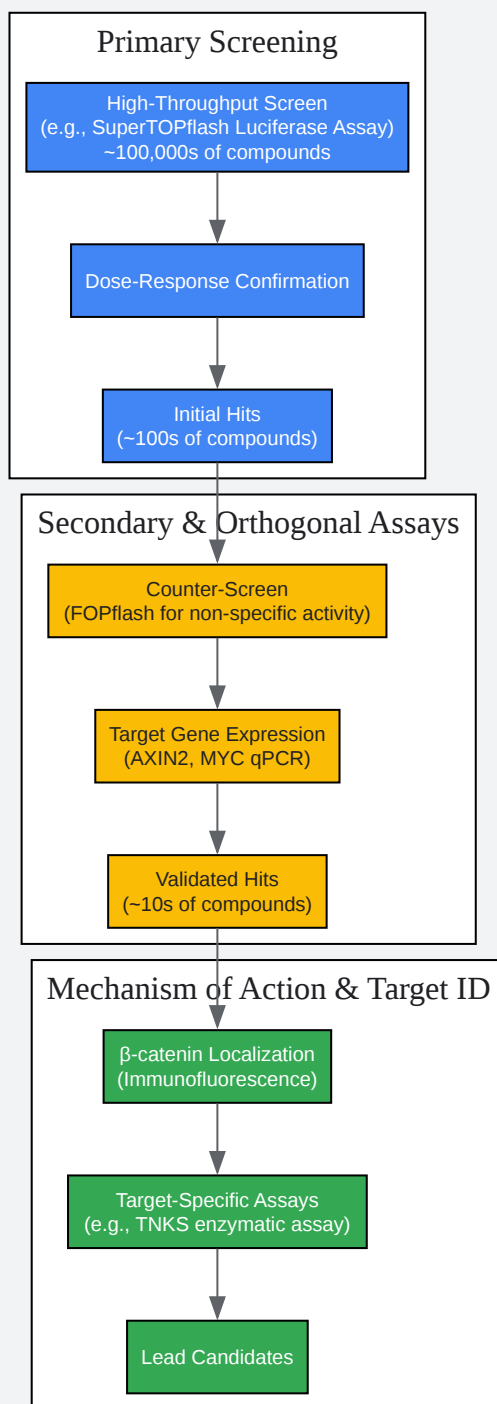 Primary Screening
High-Throughput Screen
(e.g., SuperTOPflash Luciferase Assay)
~100,000s of compounds
Dose-Response Confirmation
Initial Hits
(~100s of compounds)
Secondary & Orthogonal Assays
Counter-Screen
(FOPflash for non-specific activity)
Target Gene Expression
(AXIN2, MYC qPCR)
Validated Hits
(~10s of compounds)
Mechanism of Action & Target ID
β-catenin Localization
(Immunofluorescence)
Target-Specific Assays
(e.g., TNKS enzymatic assay)
Lead Candidates